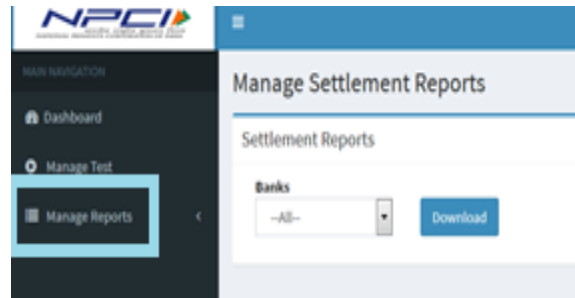 NPCI
MAIN NAVIGATION
Dashboard
Manage Test
Manage Reports
Manage Settlement Reports
Settlement Reports
Banks
--All--
Download